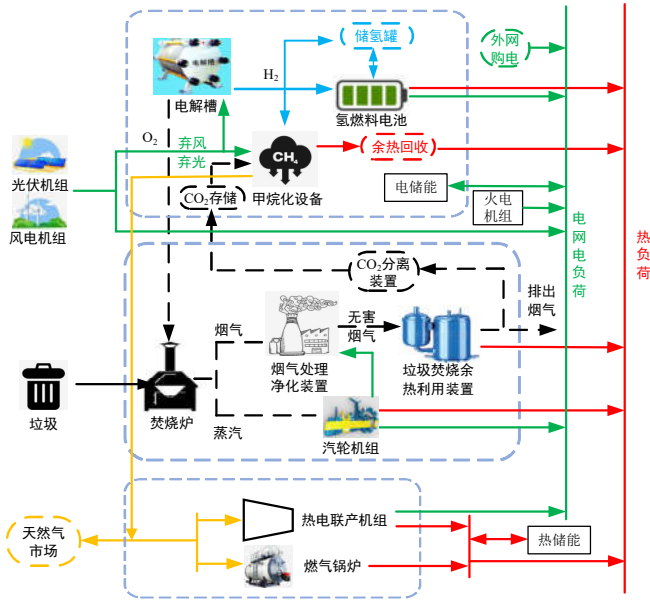 储氢罐
外网
购电
电解槽
H₂
电解槽
氢燃料电池
O₂
弃风
弃光
CH₄
余热回收
光伏机组
CO₂存储
甲烷化设备
电储能
火电
机组
风电机组
电网电负荷
热负荷
CO₂分离
装置
排出
烟气
烟气
无害
烟气
烟气处理
净化装置
垃圾焚烧余
热利用装置
垃圾
焚烧炉
蒸汽
汽轮机组
天然气
市场
热电联产机组
热储能
燃气锅炉